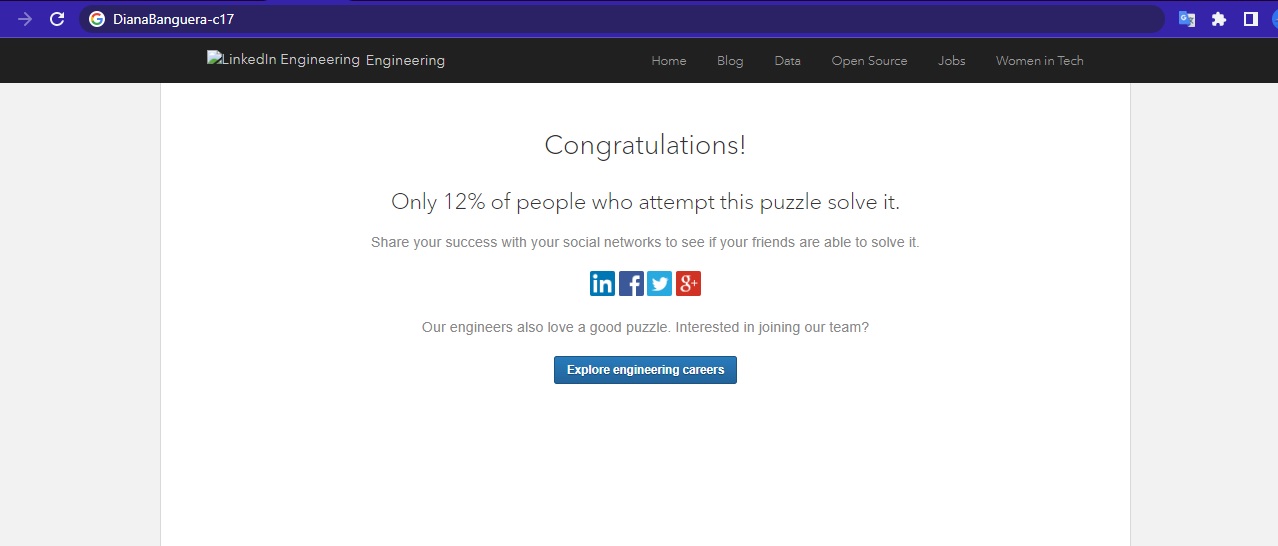 DianaBanguera-c17
LinkedIn Engineering Engineering Home Blog Data Open Source Jobs Women in Tech
Congratulations!
Only 12% of people who attempt this puzzle solve it.
Share your success with your social networks to see if your friends are able to solve it.
in f g+
Our engineers also love a good puzzle. Interested in joining our team?
Explore engineering careers